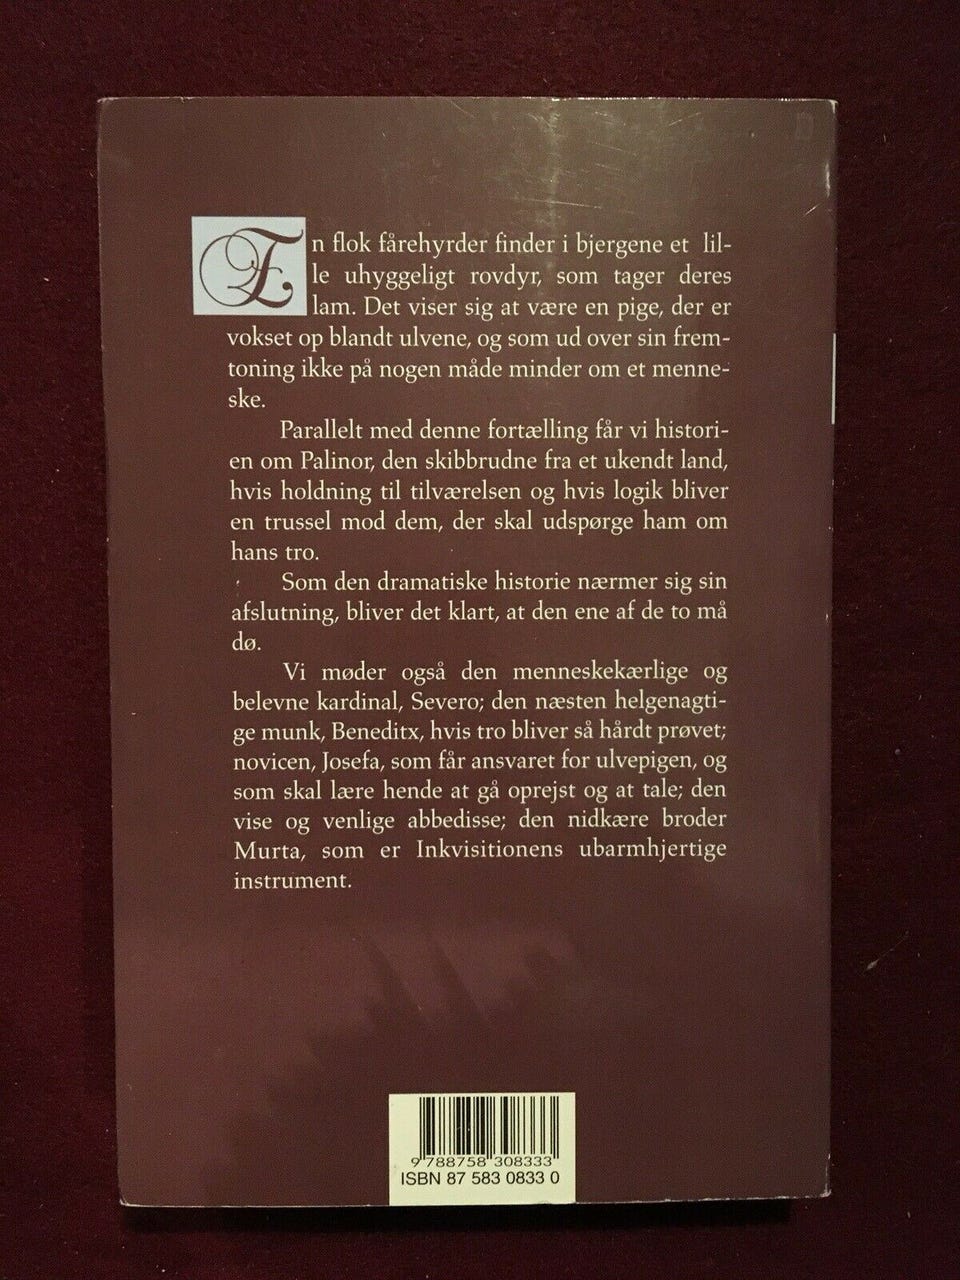 En flok fårehyrder finder i bjergene et lil-
le uhyggeligt rovdyr, som tager deres
lam. Det viser sig at være en pige, der er
vokset op blandt ulvene, og som ud over sin frem-
toning ikke på nogen måde minder om et menne-
ske.
Parallelt med denne fortælling får vi histori-
en om Palinor, den skibbrudne fra et ukendt land,
hvis holdning til tilværelsen og hvis logik bliver
en trussel mod dem, der skal udspørge ham om
hans tro.
Som den dramatiske historie nærmer sig sin
afslutning, bliver det klart, at den ene af de to må
dø.
Vi møder også den menneskekærlige og
belevne kardinal, Severo; den næsten helgenagti-
ge munk, Beneditx, hvis tro bliver så hårdt prøvet;
novicen, Josefa, som får ansvaret for ulvepigen, og
som skal lære hende at gå oprejst og at tale; den
vise og venlige abbedisse; den nidkære broder
Murta, som er Inkvisitionens ubarmhjertige
instrument.
9 788758 308333
ISBN 87 583 0833 0